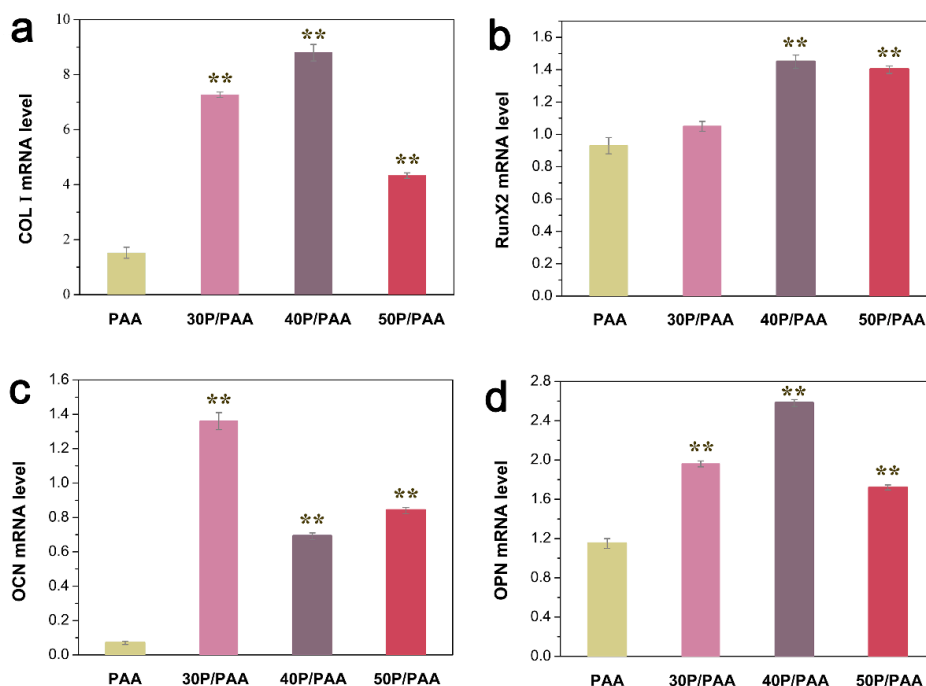 a
COL I mRNA level
10
8
6
4
2
0
**
**
**
PAA
30P/PAA
40P/PAA
50P/PAA
b
RunX2 mRNA level
1.6
1.4
1.2
1.0
0.8
0.6
0.4
0.2
0.0
**
**
PAA
30P/PAA
40P/PAA
50P/PAA
c
OCN mRNA level
1.6
1.4
1.2
1.0
0.8
0.6
0.4
0.2
0.0
**
**
**
PAA
30P/PAA
40P/PAA
50P/PAA
d
OPN mRNA level
2.8
2.4
2.0
1.6
1.2
0.8
0.4
0.0
**
**
**
PAA
30P/PAA
40P/PAA
50P/PAA